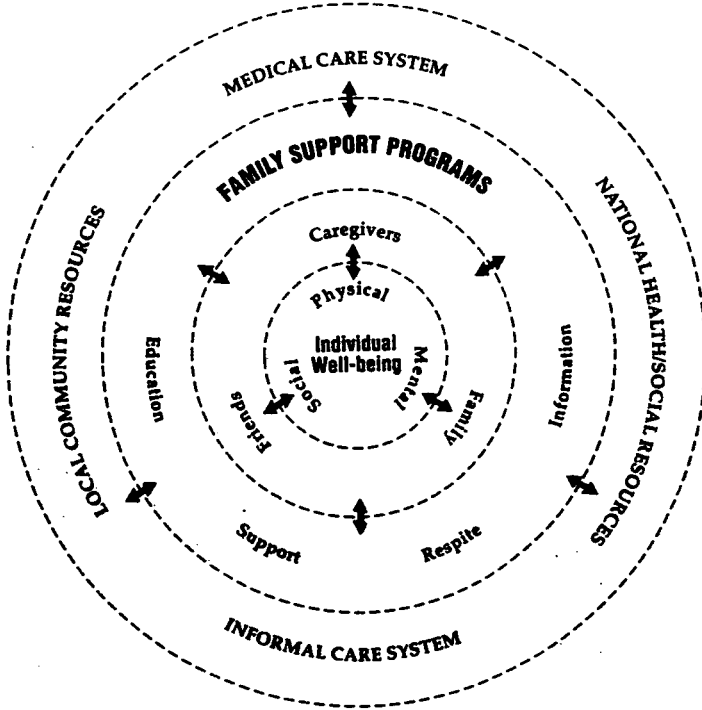 MEDICAL CARE SYSTEM
FAMILY SUPPORT PROGRAMS
NATIONAL HEALTH/SOCIAL RESOURCES
LOCAL COMMUNITY RESOURCES
Caregivers
Physical
Individual
Well-being
Mental
Social
Education
Information
Friends
Family
Support
Respite
INFORMAL CARE SYSTEM